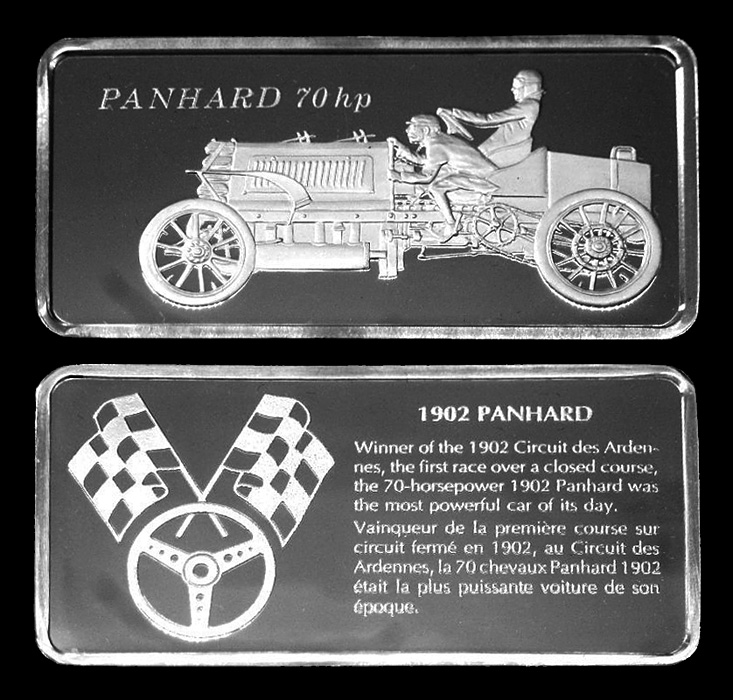 PANHARD 70hp
1902 PANHARD
Winner of the 1902 Circuit des Arden-
nes, the first race over a closed course,
the 70-horsepower 1902 Panhard was
the most powerful car of its day.
Vainqueur de la première course sur
circuit fermé en 1902, au Circuit des
Ardennes, la 70 chevaux Panhard 1902
était la plus puissante voiture de son
époque.